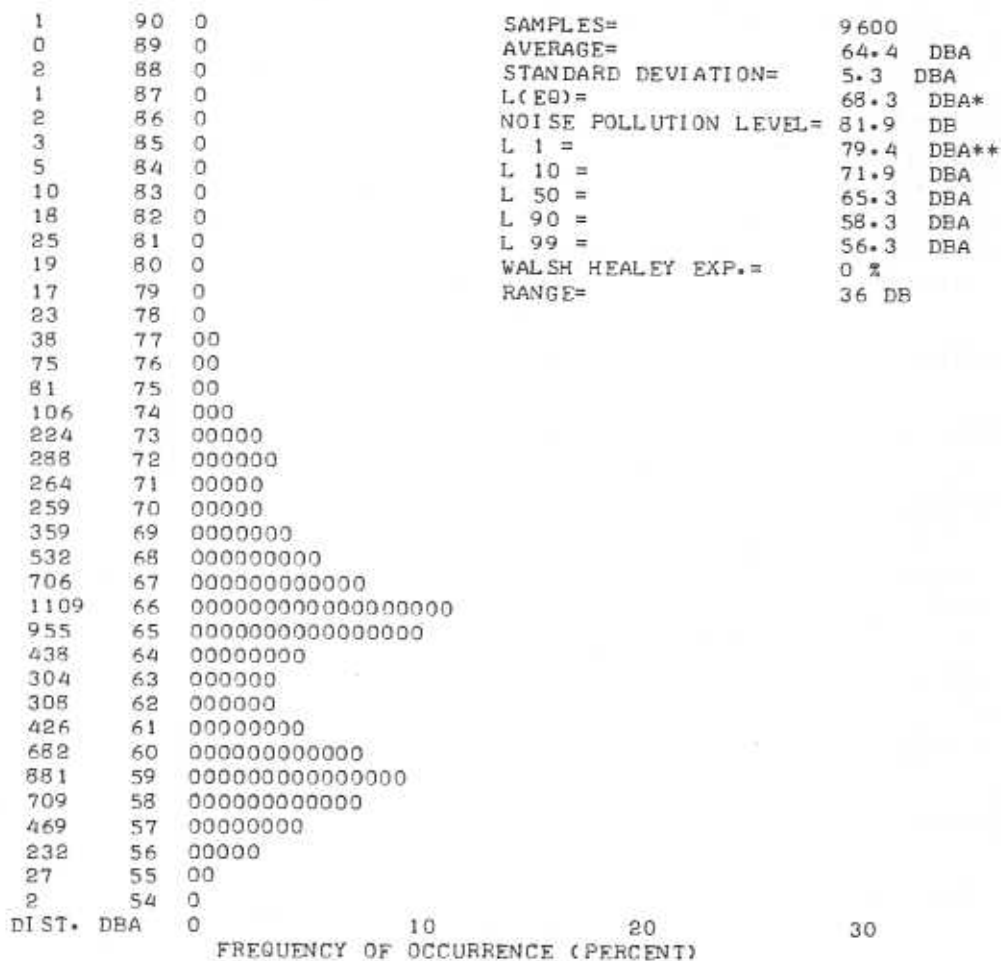 1 90 0 SAMPLES= 9600
0 89 0 AVERAGE= 64.4 DBA
2 88 0 STANDARD DEVIATION= 5.3 DBA
1 87 0 L(EQ)= 68.3 DBA*
2 86 0 NOISE POLLUTION LEVEL= 81.9 DB
3 85 0 L 1 = 79.4 DBA**
5 84 0 L 10 = 71.9 DBA
10 83 0 L 50 = 65.3 DBA
18 82 0 L 90 = 58.3 DBA
25 81 0 L 99 = 56.3 DBA
19 80 0 WALSH HEALEY EXP.= 0 %
17 79 0 RANGE= 36 DB
23 78 0
38 77 00
75 76 00
81 75 00
106 74 000
224 73 00000
288 72 000000
264 71 00000
259 70 00000
359 69 0000000
532 68 000000000
706 67 000000000000
1109 66 000000000000000000
955 65 0000000000000000
438 64 00000000
304 63 000000
308 62 000000
426 61 00000000
682 60 000000000000
881 59 000000000000000
709 58 000000000000
469 57 00000000
232 56 00000
27 55 00
2 54 0
DIST. DBA 0 10 20 30
FREQUENCY OF OCCURRENCE (PERCENT)